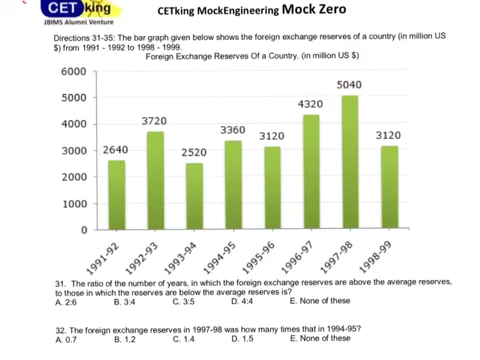 CET king
JBIMS Alumni Venture
CETking MockEngineering Mock Zero
Directions 31-35: The bar graph given below shows the foreign exchange reserves of a country (in million US
$) from 1991 - 1992 to 1998 - 1999.
Foreign Exchange Reserves Of a Country. (in million US $)
6000
5000
4000
3000
2000
1000
0
2640
3720
2520
3360
3120
4320
5040
3120
1991-92
1992-93
1993-94
1994-95
1995-96
1996-97
1997-98
1998-99
31. The ratio of the number of years, in which the foreign exchange reserves are above the average reserves,
to those in which the reserves are below the average reserves is?
A. 2:6 B. 3:4 C. 3:5 D. 4:4 E. None of these
32. The foreign exchange reserves in 1997-98 was how many times that in 1994-95?
A. 0.7 B. 1.2 C. 1.4 D. 1.5 E. None of these